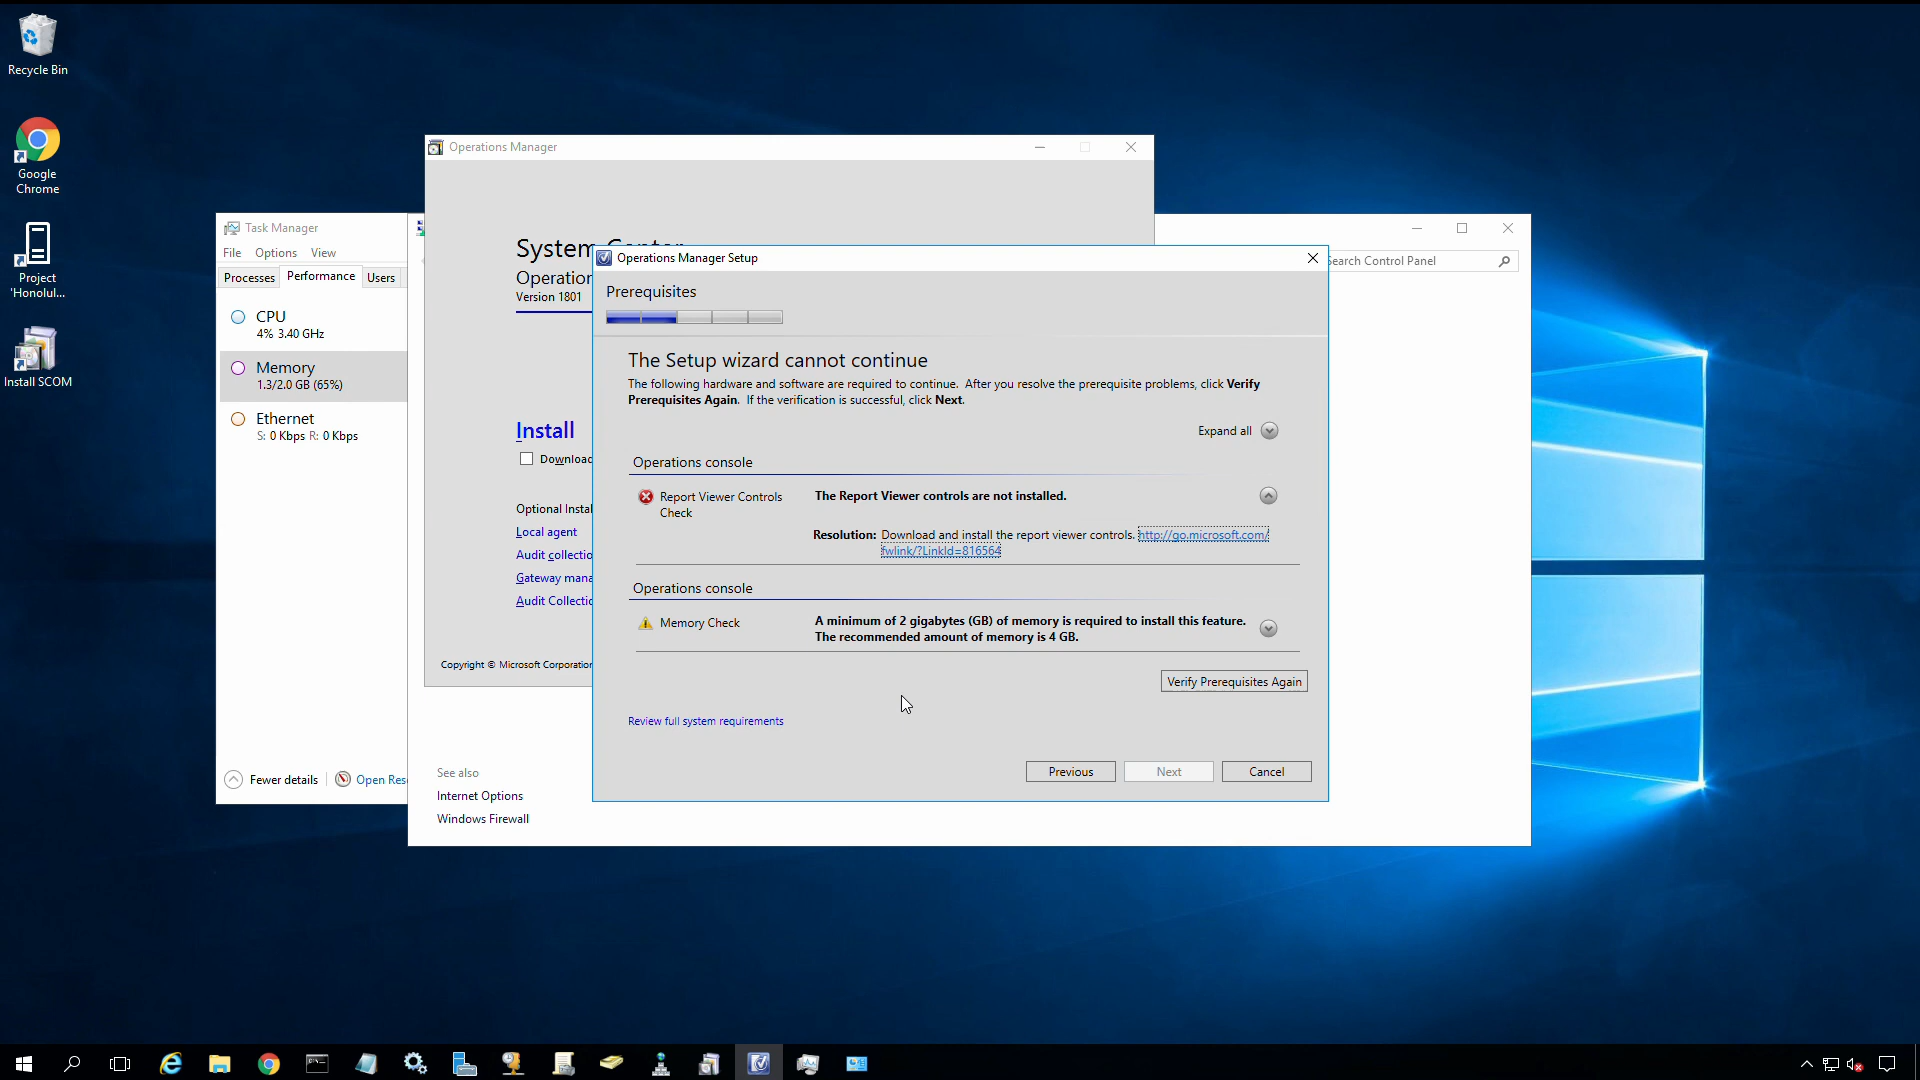 Recycle Bin
Google
Chrome
Project
'Honolul...
Install SCOM
Task Manager
File Options View
Processes Performance Users
CPU
4% 3.40 GHz
Memory
1.3/2.0 GB (65%)
Ethernet
S: 0 Kbps R: 0 Kbps
Fewer details
Open Res
Operations Manager
System Center
Operation
Version 1801
Install
Download
Optional Instal
Local agent
Audit collectio
Gateway mana
Audit Collectio
Copyright © Microsoft Corporation
Search Control Panel
See also
Internet Options
Windows Firewall
Operations Manager Setup
Prerequisites
The Setup wizard cannot continue
The following hardware and software are required to continue. After you resolve the prerequisite problems, click Verify
Prerequisites Again. If the verification is successful, click Next.
Expand all
Operations console
Report Viewer Controls
Check
The Report Viewer controls are not installed.
Resolution: Download and install the report viewer controls. http://go.microsoft.com/
fwlink/?LinkId=816564
Operations console
Memory Check
A minimum of 2 gigabytes (GB) of memory is required to install this feature.
The recommended amount of memory is 4 GB.
Verify Prerequisites Again
Review full system requirements
Previous
Next
Cancel